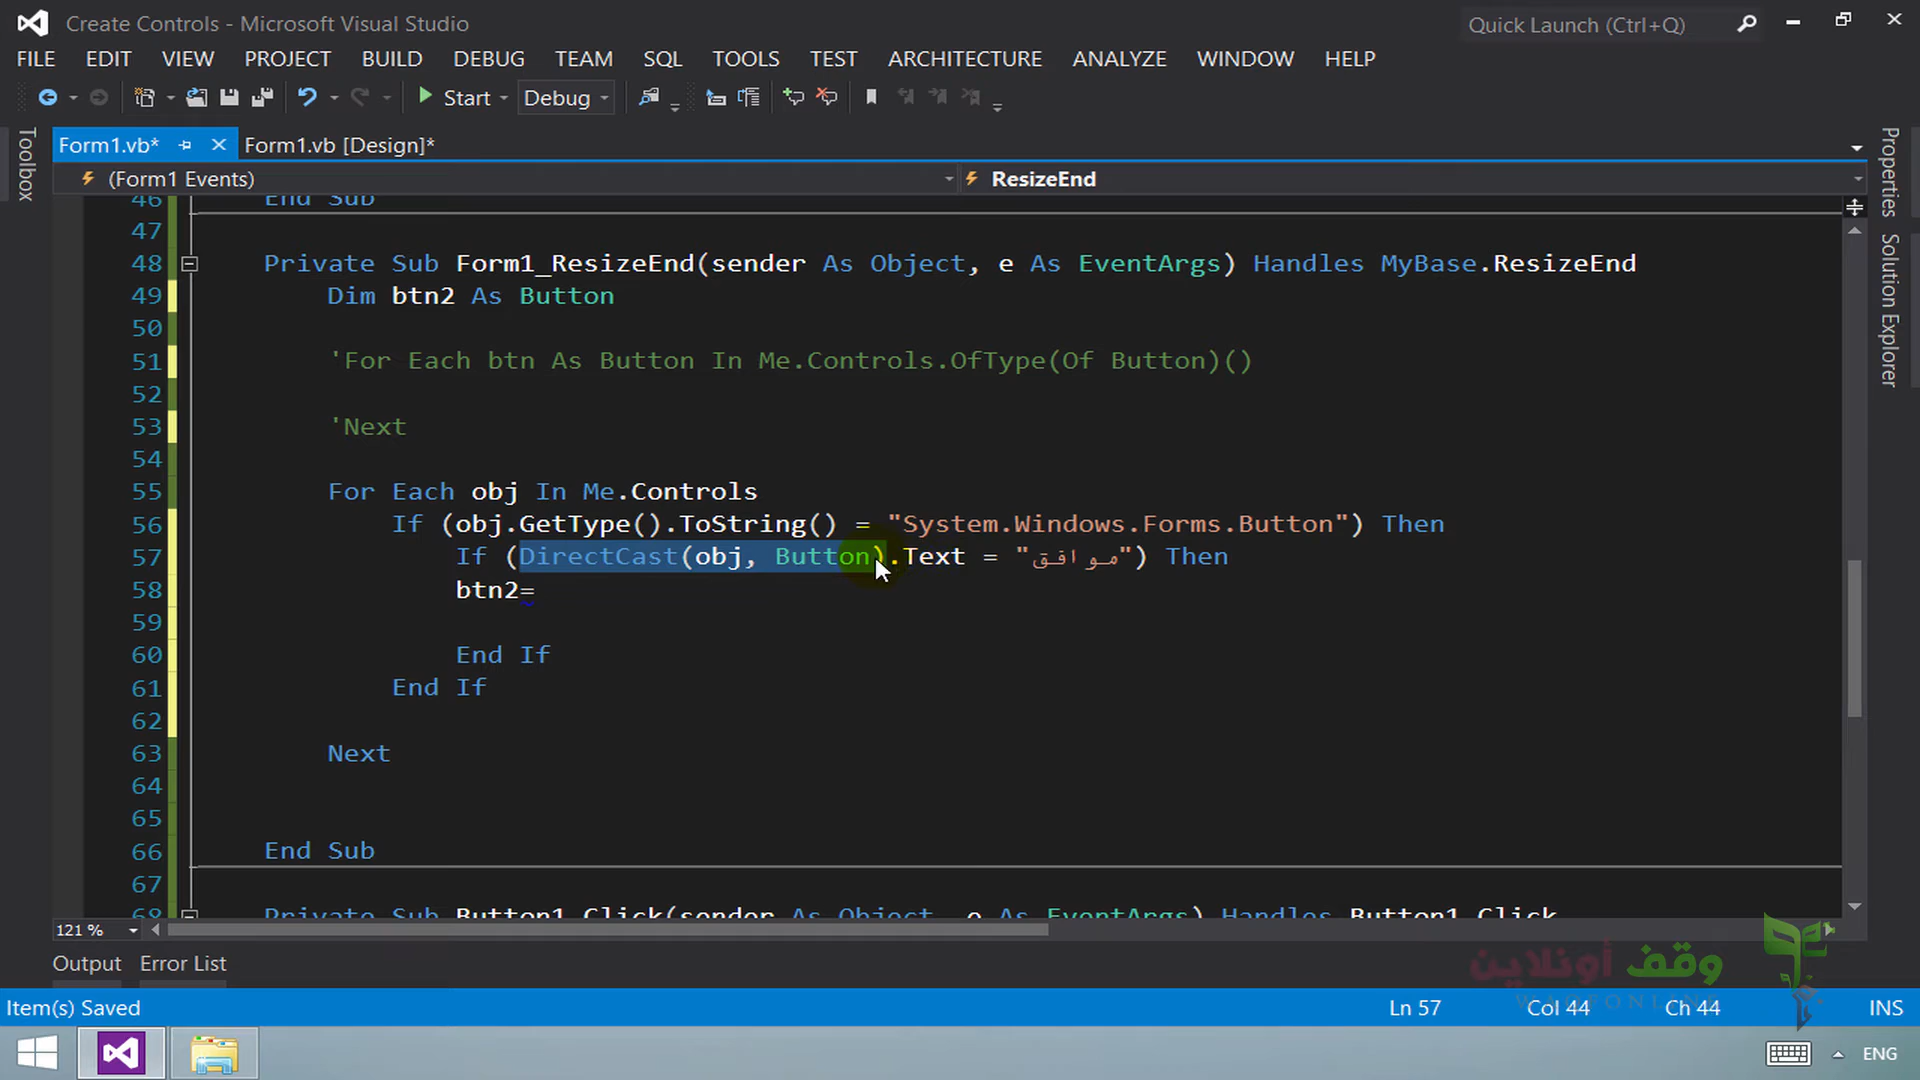 Create Controls - Microsoft Visual Studio
Quick Launch (Ctrl+Q)
FILE EDIT VIEW PROJECT BUILD DEBUG TEAM SQL TOOLS TEST ARCHITECTURE ANALYZE WINDOW HELP
Start Debug
Form1.vb* Form1.vb [Design]*
Toolbox
Properties
Solution Explorer
(Form1 Events) ResizeEnd
46 End Sub
47
48 Private Sub Form1_ResizeEnd(sender As Object, e As EventArgs) Handles MyBase.ResizeEnd
49 Dim btn2 As Button
50
51 'For Each btn As Button In Me.Controls.OfType(Of Button)()
52
53 'Next
54
55 For Each obj In Me.Controls
56 If (obj.GetType().ToString() = "System.Windows.Forms.Button") Then
57 If (DirectCast(obj, Button).Text = "موافق") Then
58 btn2=
59
60 End If
61 End If
62
63 Next
64
65
66 End Sub
67
68 Private Sub Button1_Click(sender As Object, e As EventArgs) Handles Button1.Click
121 %
وقف أونلاين
WAQFONLINE
Output Error List
Item(s) Saved Ln 57 Col 44 Ch 44 INS
ENG